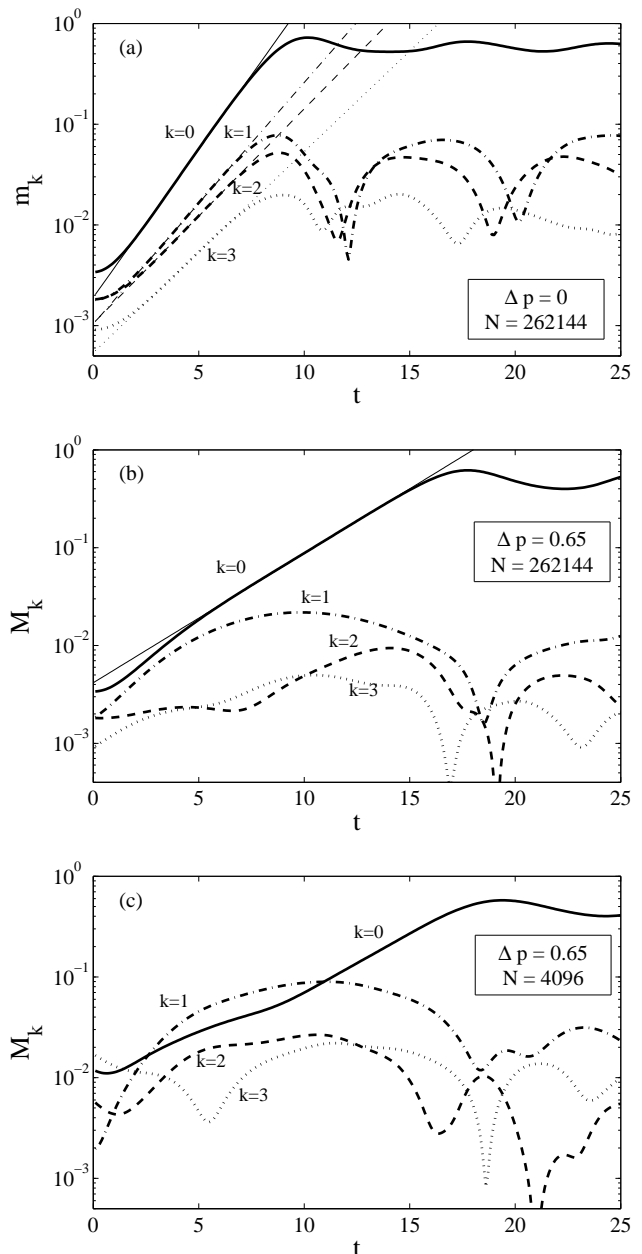 (a)
10^0
10^{-1}
10^{-2}
10^{-3}
m_k
k=0
k=1
k=2
k=3
Δ p = 0
N = 262144
0 5 10 15 20 25
t
(b)
10^0
10^{-1}
10^{-2}
10^{-3}
M_k
k=0
k=1
k=2
k=3
Δ p = 0.65
N = 262144
0 5 10 15 20 25
t
(c)
10^0
10^{-1}
10^{-2}
10^{-3}
M_k
k=0
k=1
k=2
k=3
Δ p = 0.65
N = 4096
0 5 10 15 20 25
t